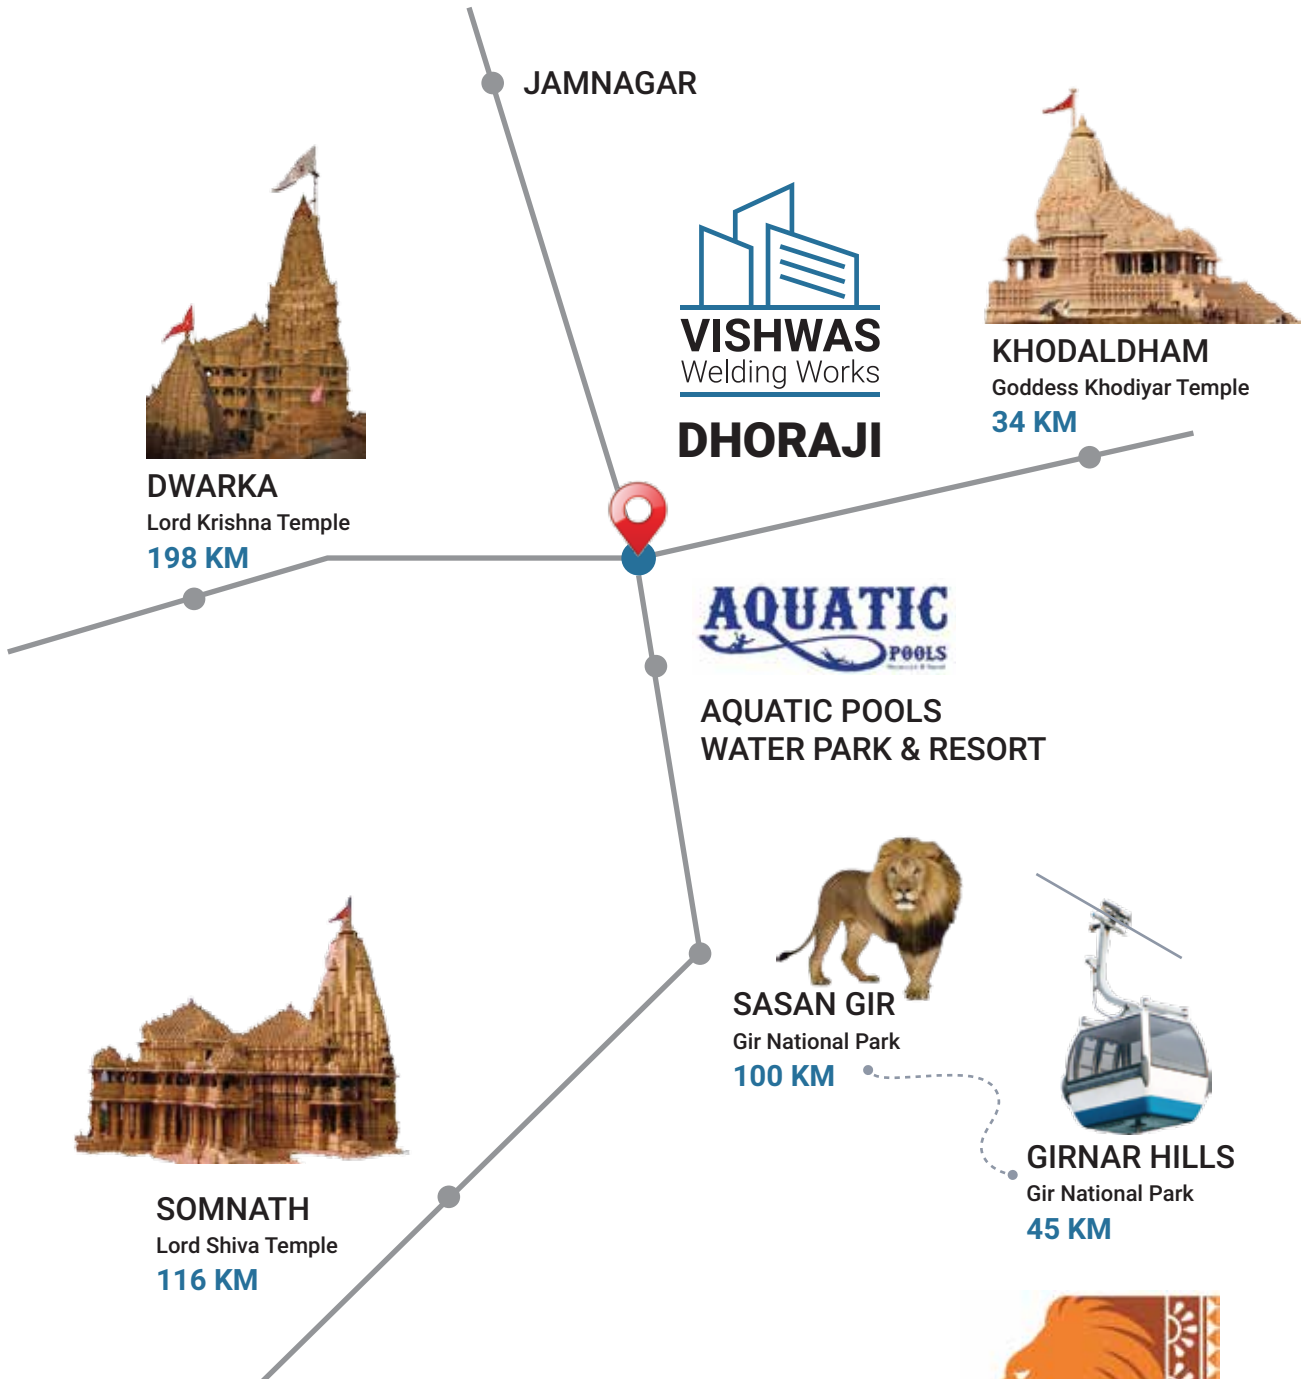 JAMNAGAR
VISHWAS
Welding Works
DHORAJI
KHODALDHAM
Goddess Khodiyar Temple
34 KM
DWARKA
Lord Krishna Temple
198 KM
AQUATIC
POOLS
AQUATIC POOLS
WATER PARK & RESORT
SASAN GIR
Gir National Park
100 KM
GIRNAR HILLS
Gir National Park
45 KM
SOMNATH
Lord Shiva Temple
116 KM